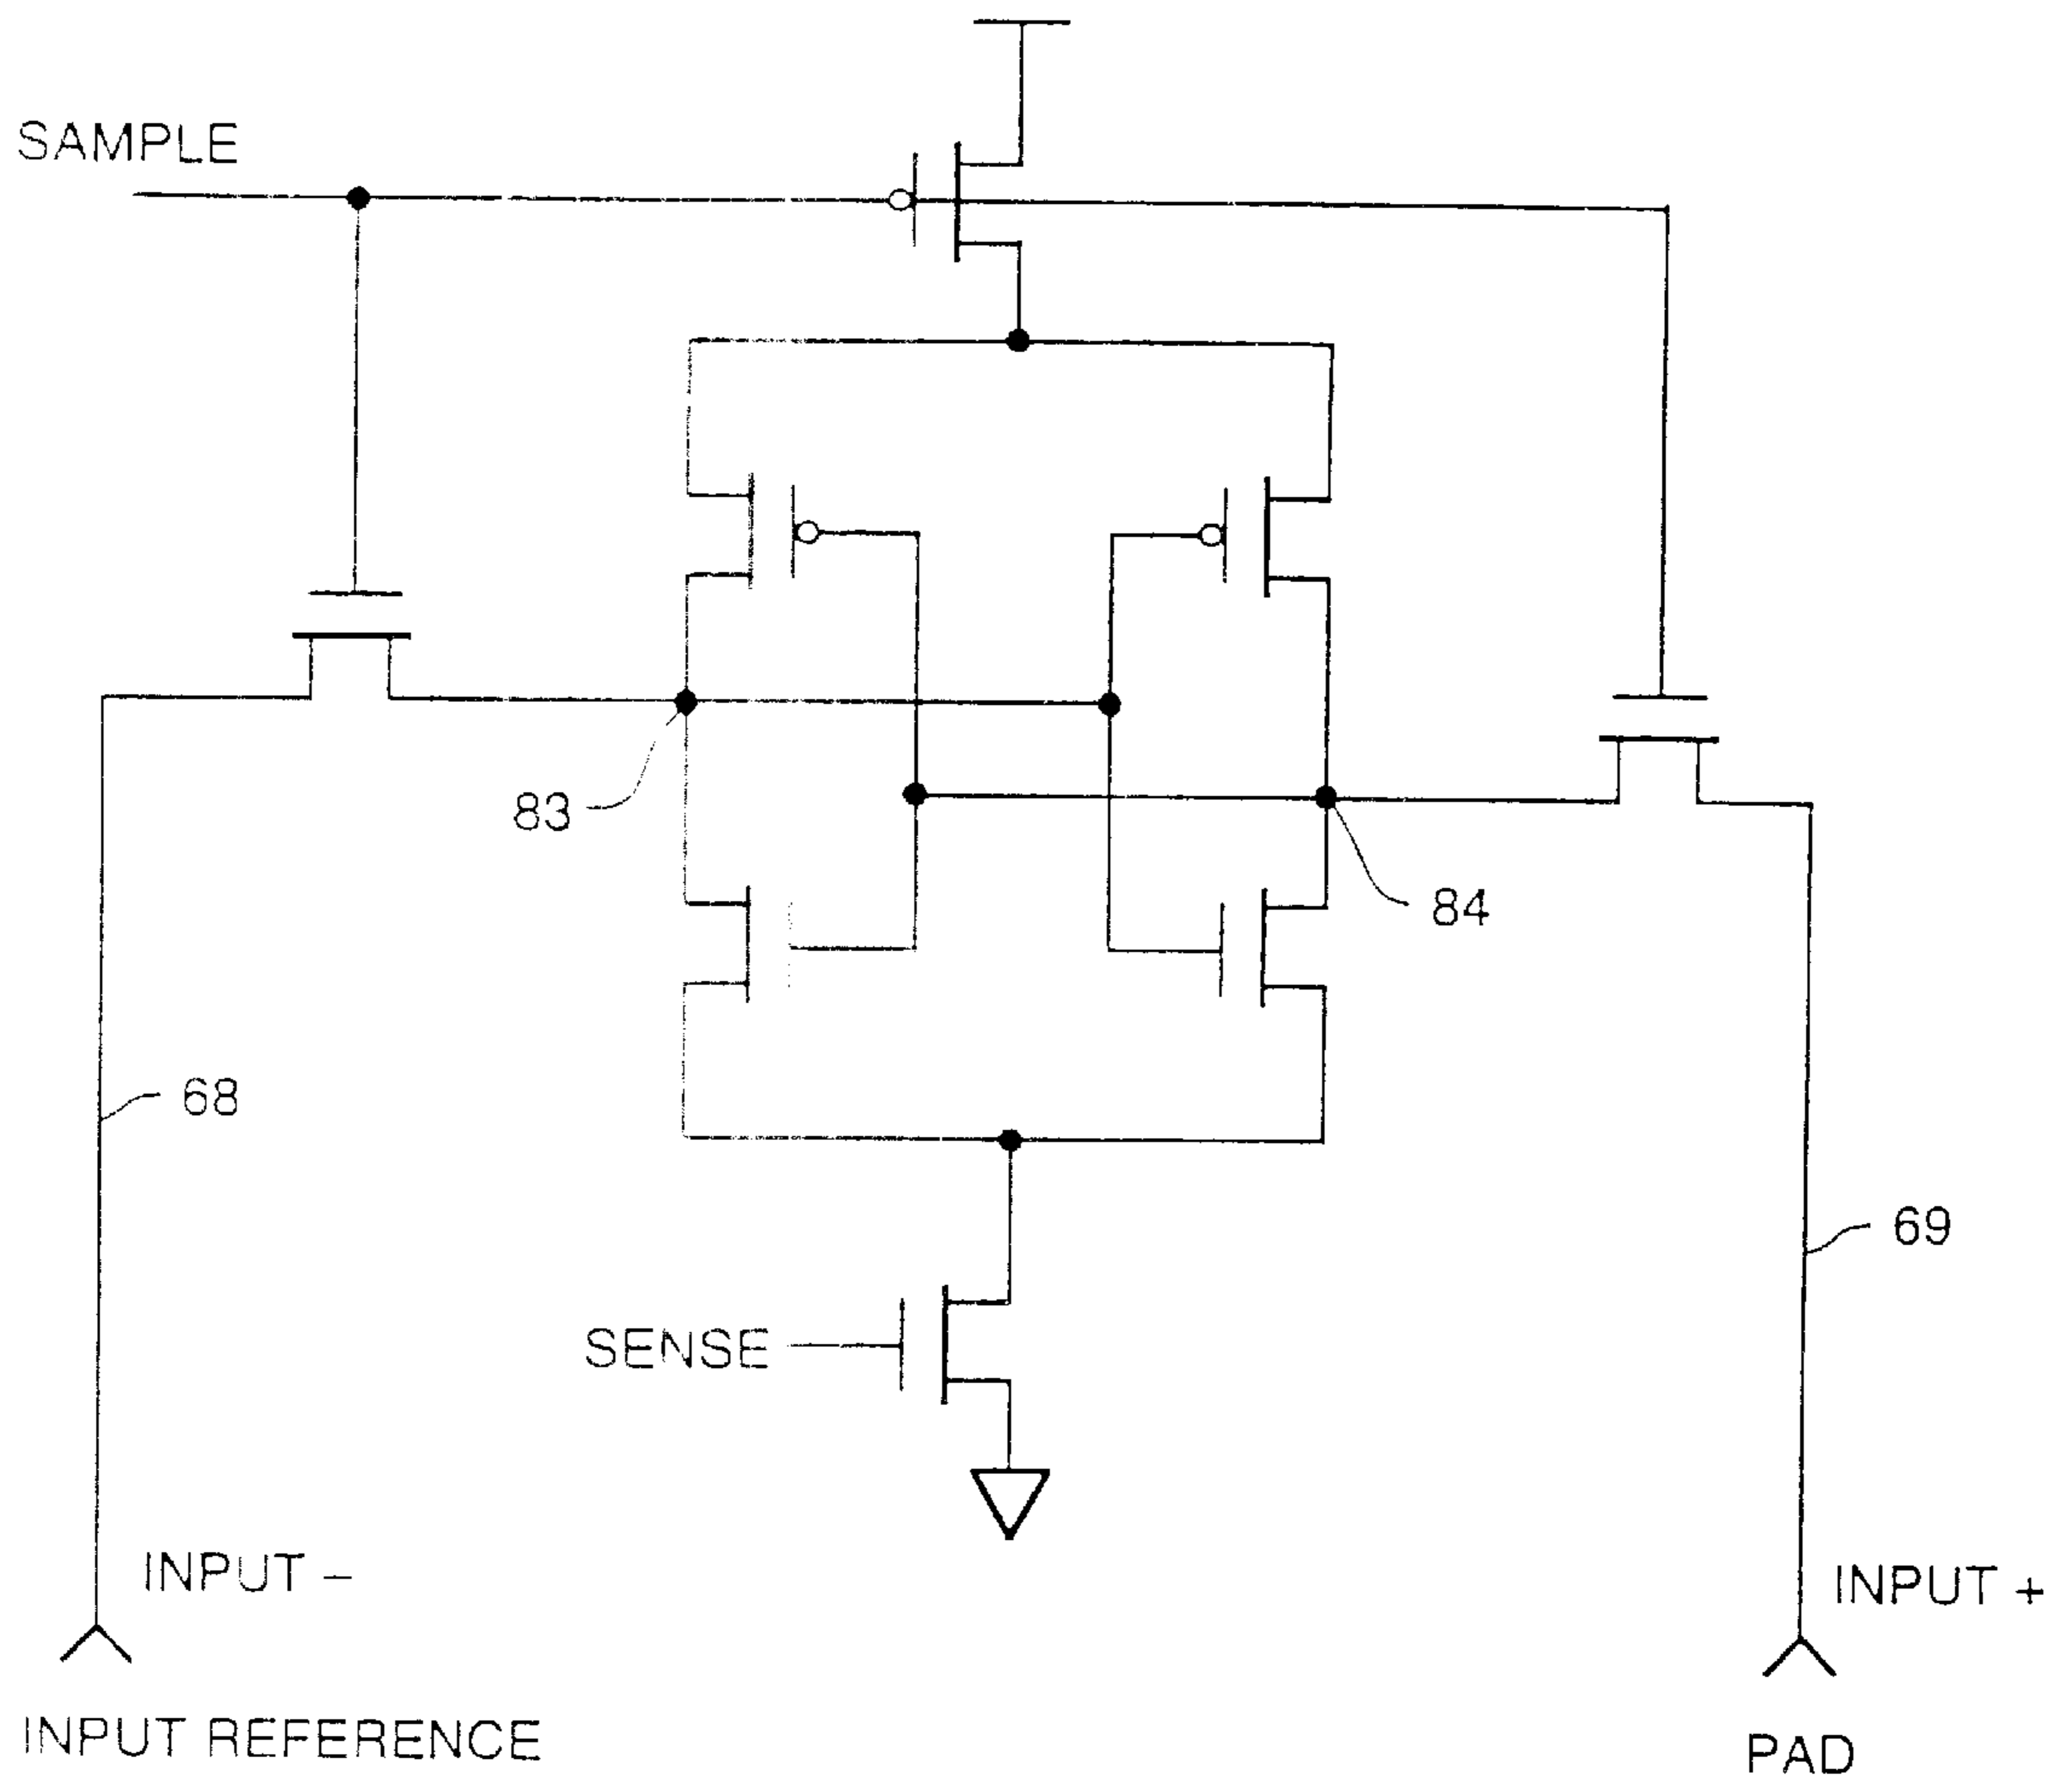 SAMPLE
83
84
68
69
SENSE
INPUT –
INPUT +
INPUT REFERENCE
PAD